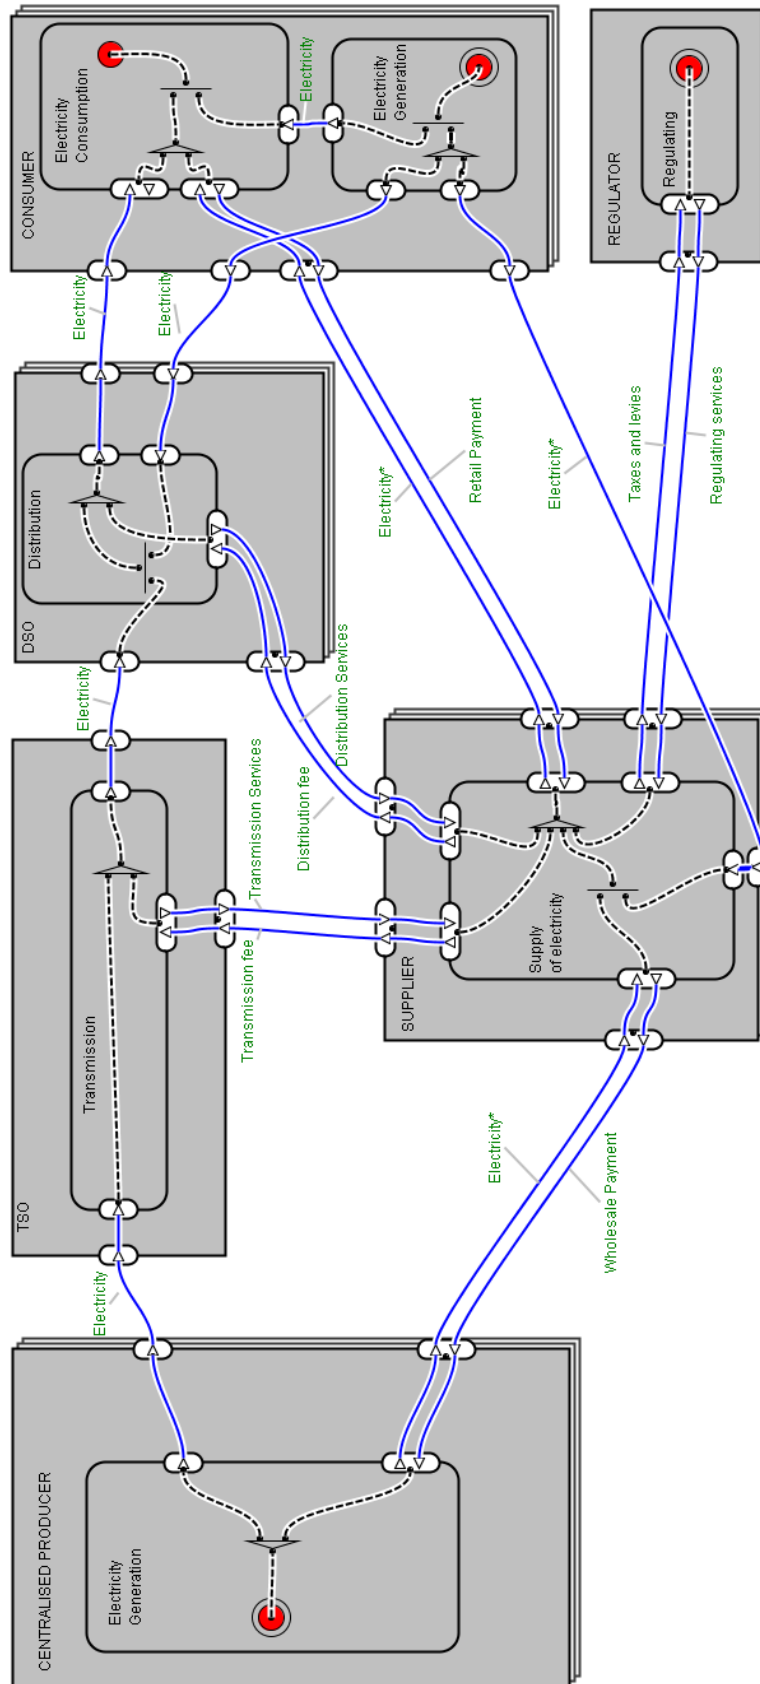 CENTRALISED PRODUCER
Electricity
Generation
Electricity
TSO
Transmission
Transmission fee
Transmission Services
Electricity*
Wholesale Payment
SUPPLIER
Supply
of electricity
Electricity
DSO
Distribution
Distribution fee
Distribution Services
Electricity
Electricity
Electricity*
Retail Payment
Electricity*
Taxes and levies
Regulating services
CONSUMER
Electricity
Consumption
Electricity
Electricity
Generation
REGULATOR
Regulating